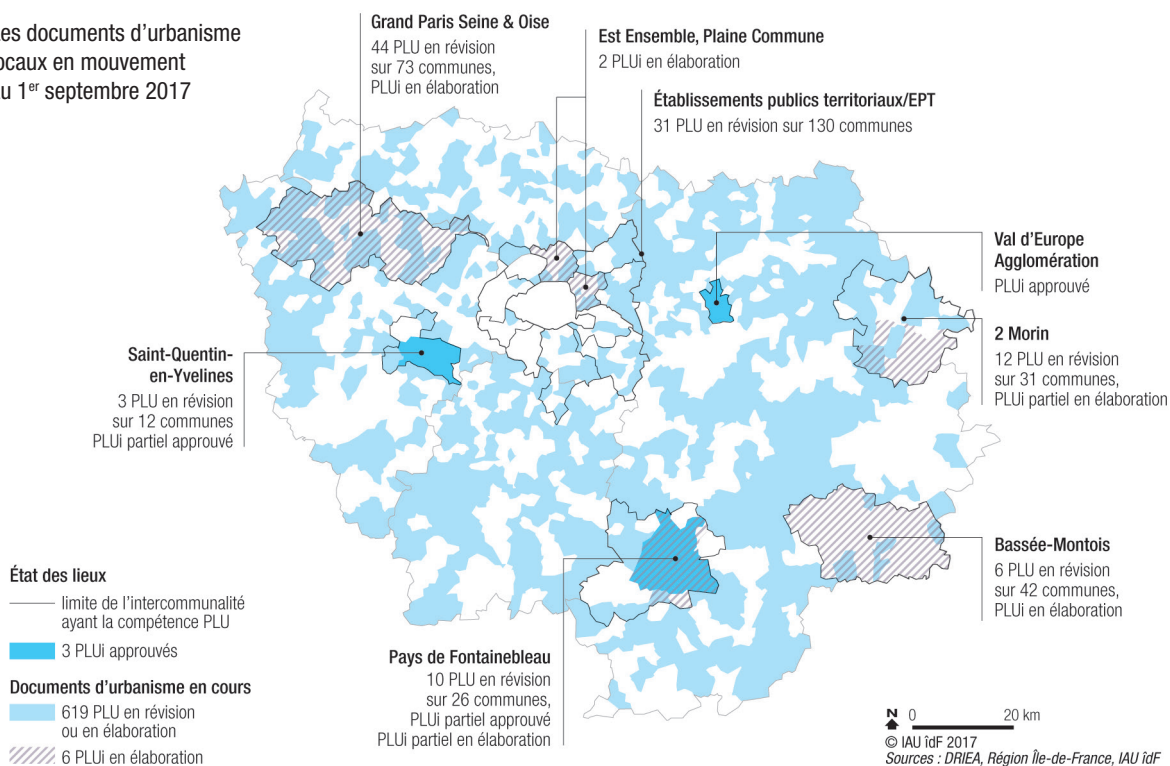 es documents d'urbanisme
ocaux en mouvement
u 1er septembre 2017
Grand Paris Seine & Oise
44 PLU en révision
sur 73 communes,
PLUi en élaboration
Est Ensemble, Plaine Commune
2 PLUi en élaboration
Établissements publics territoriaux/EPT
31 PLU en révision sur 130 communes
Val d'Europe
Agglomération
PLUi approuvé
2 Morin
12 PLU en révision
sur 31 communes,
PLUi partiel en élaboration
Saint-Quentin-
en-Yvelines
3 PLU en révision
sur 12 communes
PLUi partiel approuvé
Bassée-Montois
6 PLU en révision
sur 42 communes,
PLUi en élaboration
Pays de Fontainebleau
10 PLU en révision
sur 26 communes,
PLUi partiel approuvé
PLUi partiel en élaboration
État des lieux
limite de l'intercommunalité
ayant la compétence PLU
3 PLUi approuvés
Documents d'urbanisme en cours
619 PLU en révision
ou en élaboration
6 PLUi en élaboration
N 0 20 km
© IAU îdF 2017
Sources : DRIEA, Région Île-de-France, IAU îdF